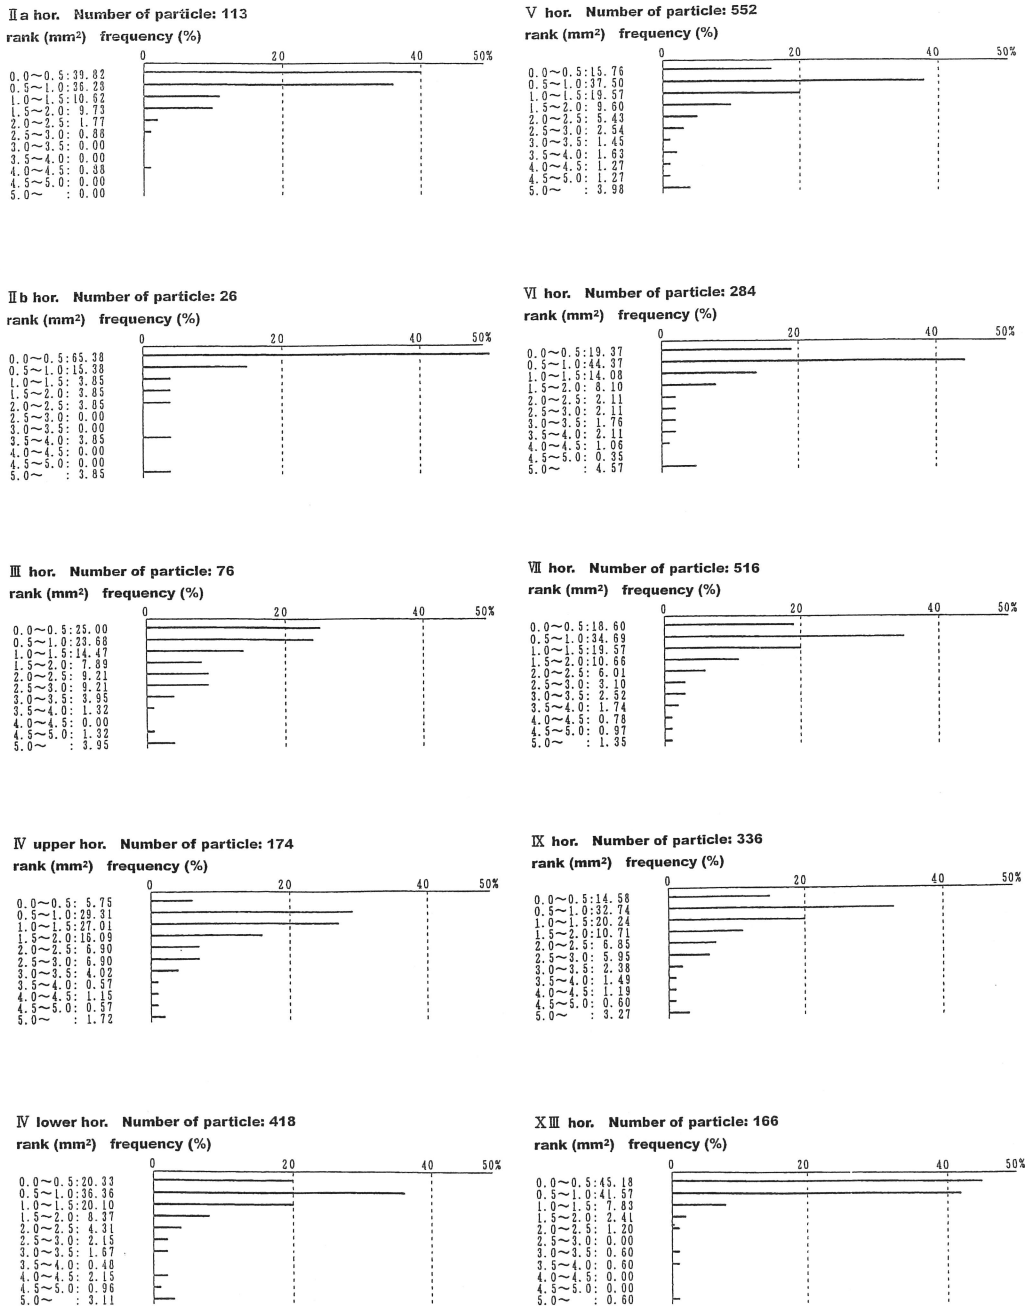 Ⅱa hor. Number of particle: 113
rank (mm²) frequency (%)
0 20 40 50%
0.0～0.5:39.82
0.5～1.0:36.28
1.0～1.5:10.62
1.5～2.0: 9.73
2.0～2.5: 1.77
2.5～3.0: 0.88
3.0～3.5: 0.00
3.5～4.0: 0.00
4.0～4.5: 0.88
4.5～5.0: 0.00
5.0～ : 0.00
Ⅱb hor. Number of particle: 26
rank (mm²) frequency (%)
0 20 40 50%
0.0～0.5:65.38
0.5～1.0:15.38
1.0～1.5: 3.85
1.5～2.0: 3.85
2.0～2.5: 3.85
2.5～3.0: 0.00
3.0～3.5: 0.00
3.5～4.0: 3.85
4.0～4.5: 0.00
4.5～5.0: 0.00
5.0～ : 3.85
Ⅲ hor. Number of particle: 76
rank (mm²) frequency (%)
0 20 40 50%
0.0～0.5:25.00
0.5～1.0:23.68
1.0～1.5:14.47
1.5～2.0: 7.89
2.0～2.5: 9.21
2.5～3.0: 9.21
3.0～3.5: 3.95
3.5～4.0: 1.32
4.0～4.5: 0.00
4.5～5.0: 1.32
5.0～ : 3.95
Ⅳ upper hor. Number of particle: 174
rank (mm²) frequency (%)
0 20 40 50%
0.0～0.5: 5.75
0.5～1.0:29.31
1.0～1.5:27.01
1.5～2.0:16.09
2.0～2.5: 6.90
2.5～3.0: 6.90
3.0～3.5: 4.02
3.5～4.0: 0.57
4.0～4.5: 1.15
4.5～5.0: 0.57
5.0～ : 1.72
Ⅳ lower hor. Number of particle: 418
rank (mm²) frequency (%)
0 20 40 50%
0.0～0.5:20.33
0.5～1.0:36.36
1.0～1.5:20.10
1.5～2.0: 8.37
2.0～2.5: 4.31
2.5～3.0: 2.15
3.0～3.5: 1.67
3.5～4.0: 0.48
4.0～4.5: 2.15
4.5～5.0: 0.96
5.0～ : 3.11
Ⅴ hor. Number of particle: 552
rank (mm²) frequency (%)
0 20 40 50%
0.0～0.5:15.76
0.5～1.0:37.50
1.0～1.5:19.57
1.5～2.0: 9.60
2.0～2.5: 5.43
2.5～3.0: 2.54
3.0～3.5: 1.45
3.5～4.0: 1.63
4.0～4.5: 1.27
4.5～5.0: 1.27
5.0～ : 3.98
Ⅵ hor. Number of particle: 284
rank (mm²) frequency (%)
0 20 40 50%
0.0～0.5:19.37
0.5～1.0:44.37
1.0～1.5:14.08
1.5～2.0: 8.10
2.0～2.5: 2.11
2.5～3.0: 2.11
3.0～3.5: 1.76
3.5～4.0: 2.11
4.0～4.5: 1.06
4.5～5.0: 0.35
5.0～ : 4.57
Ⅶ hor. Number of particle: 516
rank (mm²) frequency (%)
0 20 40 50%
0.0～0.5:18.60
0.5～1.0:34.69
1.0～1.5:19.57
1.5～2.0:10.66
2.0～2.5: 6.01
2.5～3.0: 3.10
3.0～3.5: 2.52
3.5～4.0: 1.74
4.0～4.5: 0.78
4.5～5.0: 0.97
5.0～ : 1.35
Ⅸ hor. Number of particle: 336
rank (mm²) frequency (%)
0 20 40 50%
0.0～0.5:14.58
0.5～1.0:32.74
1.0～1.5:20.24
1.5～2.0:10.71
2.0～2.5: 6.85
2.5～3.0: 5.95
3.0～3.5: 2.38
3.5～4.0: 1.49
4.0～4.5: 1.19
4.5～5.0: 0.60
5.0～ : 3.27
ⅩⅢ hor. Number of particle: 166
rank (mm²) frequency (%)
0 20 40 50%
0.0～0.5:45.18
0.5～1.0:41.57
1.0～1.5: 7.83
1.5～2.0: 2.41
2.0～2.5: 1.20
2.5～3.0: 0.00
3.0～3.5: 0.60
3.5～4.0: 0.60
4.0～4.5: 0.00
4.5～5.0: 0.00
5.0～ : 0.60